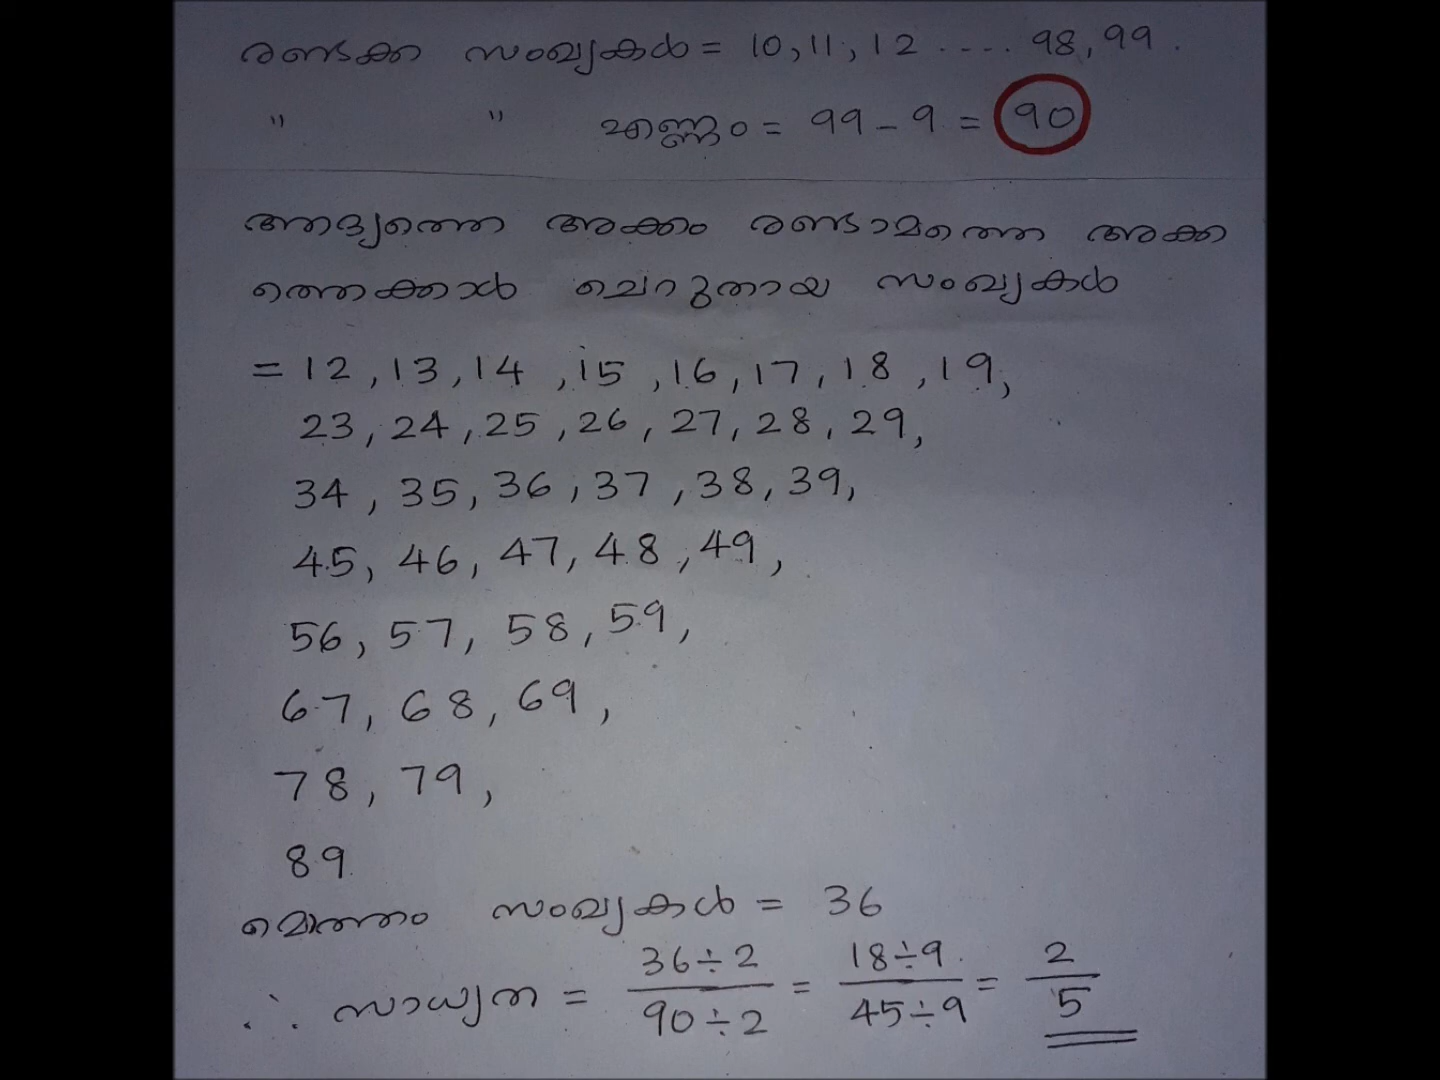 രണ്ടക്ക സംഖ്യകൾ = 10, 11, 12 .... 98, 99.
" " എണ്ണം = 99 - 9 = 90
ആദ്യത്തെ അക്കം രണ്ടാമത്തെ അക്ക
ത്തെക്കാൾ ചെറുതായ സംഖ്യകൾ
= 12, 13, 14, 15, 16, 17, 18, 19,
23, 24, 25, 26, 27, 28, 29,
34, 35, 36, 37, 38, 39,
45, 46, 47, 48, 49,
56, 57, 58, 59,
67, 68, 69,
78, 79,
89
മൊത്തം സംഖ്യകൾ = 36
∴ സാധ്യത = 36÷2/90÷2 = 18÷9/45÷9 = 2/5